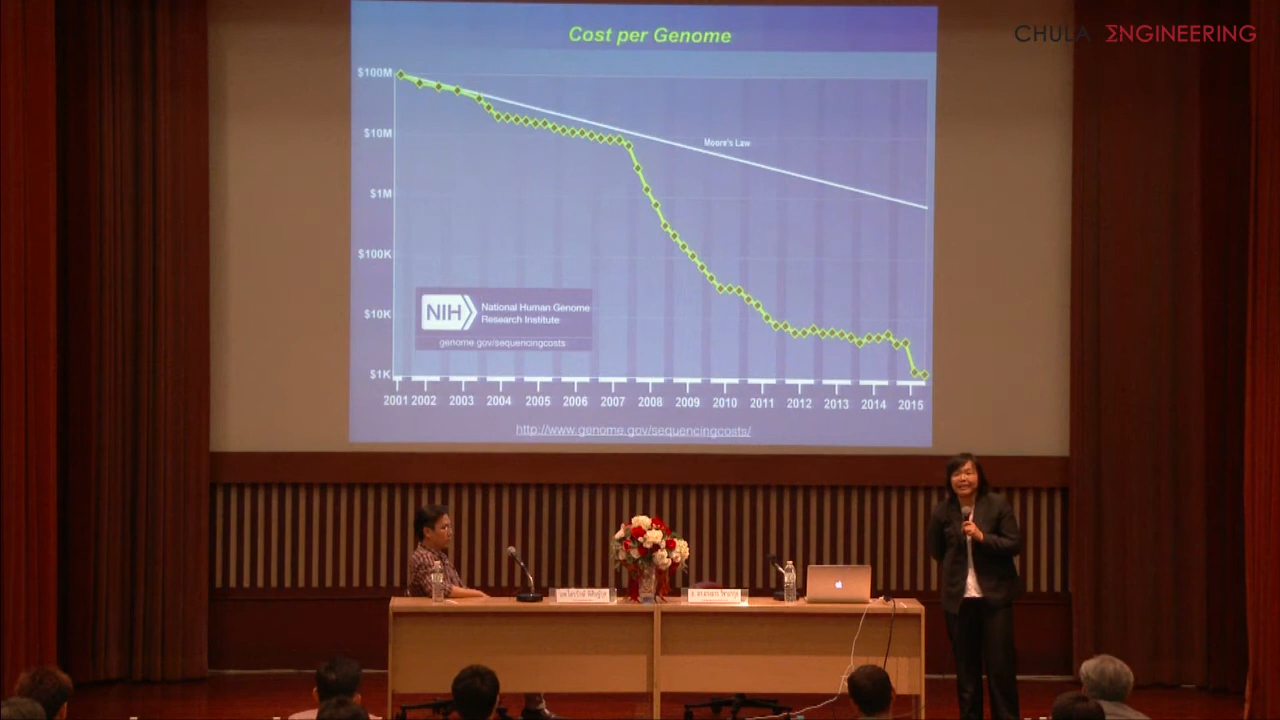 Cost per Genome
CHULA ΣNGINEERING
$100M
$10M
$1M
$100K
$10K
$1K
Moore's Law
NIH
National Human Genome
Research Institute
genome.gov/sequencingcosts
2001 2002 2003 2004 2005 2006 2007 2008 2009 2010 2011 2012 2013 2014 2015
http://www.genome.gov/sequencingcosts/